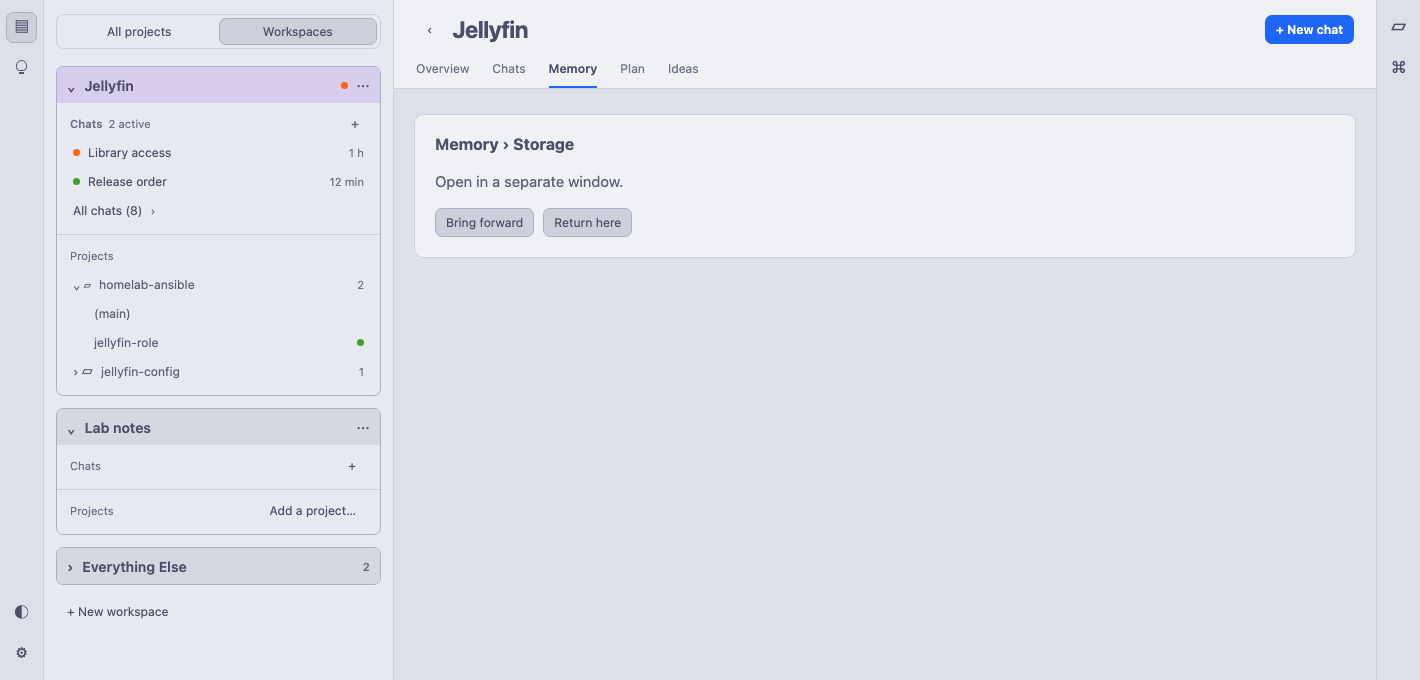 All projects
Workspaces
Jellyfin
Chats 2 active
+
Library access
1 h
Release order
12 min
All chats (8) ›
Projects
homelab-ansible
2
(main)
jellyfin-role
jellyfin-config
1
Lab notes
Chats
+
Projects
Add a project...
Everything Else
2
+ New workspace
Jellyfin
+ New chat
Overview
Chats
Memory
Plan
Ideas
Memory › Storage
Open in a separate window.
Bring forward
Return here